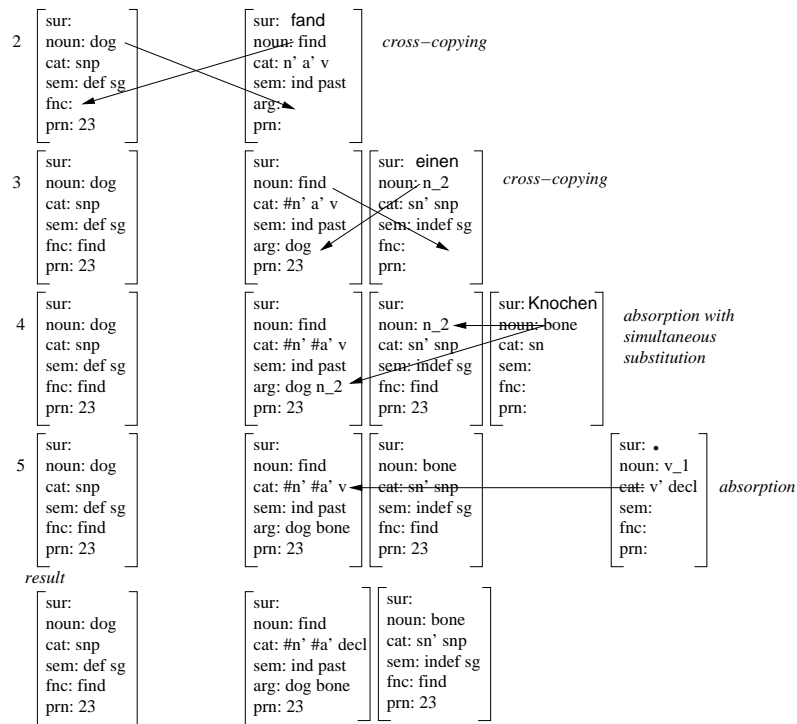 2
sur:
noun: dog
cat: snp
sem: def sg
fnc:
prn: 23
sur: fand
noun: find
cat: n' a' v
sem: ind past
arg:
prn:
cross−copying
3
sur:
noun: dog
cat: snp
sem: def sg
fnc: find
prn: 23
sur:
noun: find
cat: #n' a' v
sem: ind past
arg: dog
prn: 23
sur: einen
noun: n_2
cat: sn' snp
sem: indef sg
fnc:
prn:
cross−copying
4
sur:
noun: dog
cat: snp
sem: def sg
fnc: find
prn: 23
sur:
noun: find
cat: #n' #a' v
sem: ind past
arg: dog n_2
prn: 23
sur:
noun: n_2
cat: sn' snp
sem: indef sg
fnc: find
prn: 23
sur: Knochen
noun: bone
cat: sn
sem:
fnc:
prn:
absorption with
simultaneous
substitution
5
sur:
noun: dog
cat: snp
sem: def sg
fnc: find
prn: 23
sur:
noun: find
cat: #n' #a' v
sem: ind past
arg: dog bone
prn: 23
sur:
noun: bone
cat: sn' snp
sem: indef sg
fnc: find
prn: 23
sur: .
noun: v_1
cat: v' decl
sem:
fnc:
prn:
absorption
result
sur:
noun: dog
cat: snp
sem: def sg
fnc: find
prn: 23
sur:
noun: find
cat: #n' #a' decl
sem: ind past
arg: dog bone
prn: 23
sur:
noun: bone
cat: sn' snp
sem: indef sg
fnc: find
prn: 23